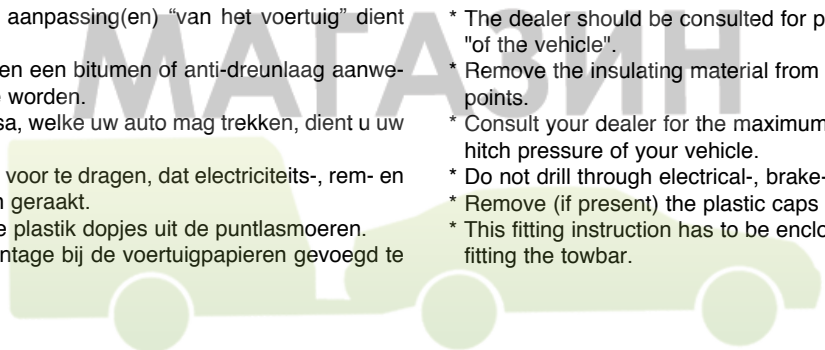 aanpassing(en) “van het voertuig” dient
en een bitumen of anti-dreunlaag aanwe-
worden.
sa, welke uw auto mag trekken, dient u uw
voor te dragen, dat electriciteits-, rem- en
geraakt.
plastik dopjes uit de puntlasmoeren.
ntage bij de voertuigpapieren gevoegd te
* The dealer should be consulted for p
"of the vehicle".
* Remove the insulating material from
points.
* Consult your dealer for the maximum
hitch pressure of your vehicle.
* Do not drill through electrical-, brake-
* Remove (if present) the plastic caps
* This fitting instruction has to be enclo
fitting the towbar.
МАГАЗИН